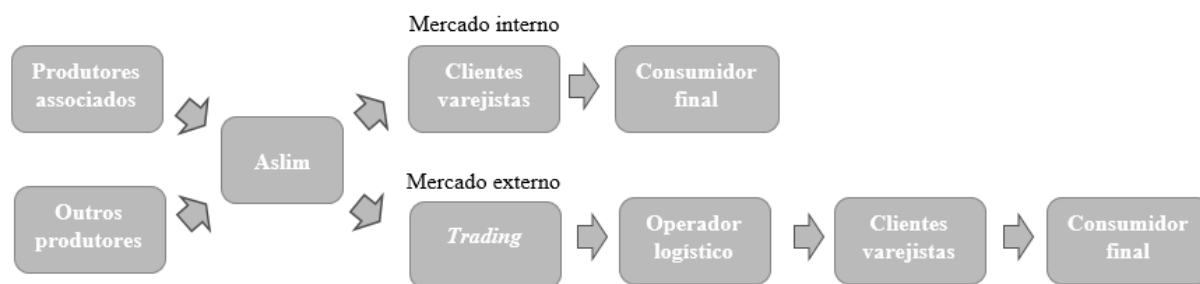 Mercado interno
Produtores
associados
Clientes
varejistas
Consumidor
final
Aslim
Mercado externo
Outros
produtores
Trading
Operador
logístico
Clientes
varejistas
Consumidor
final